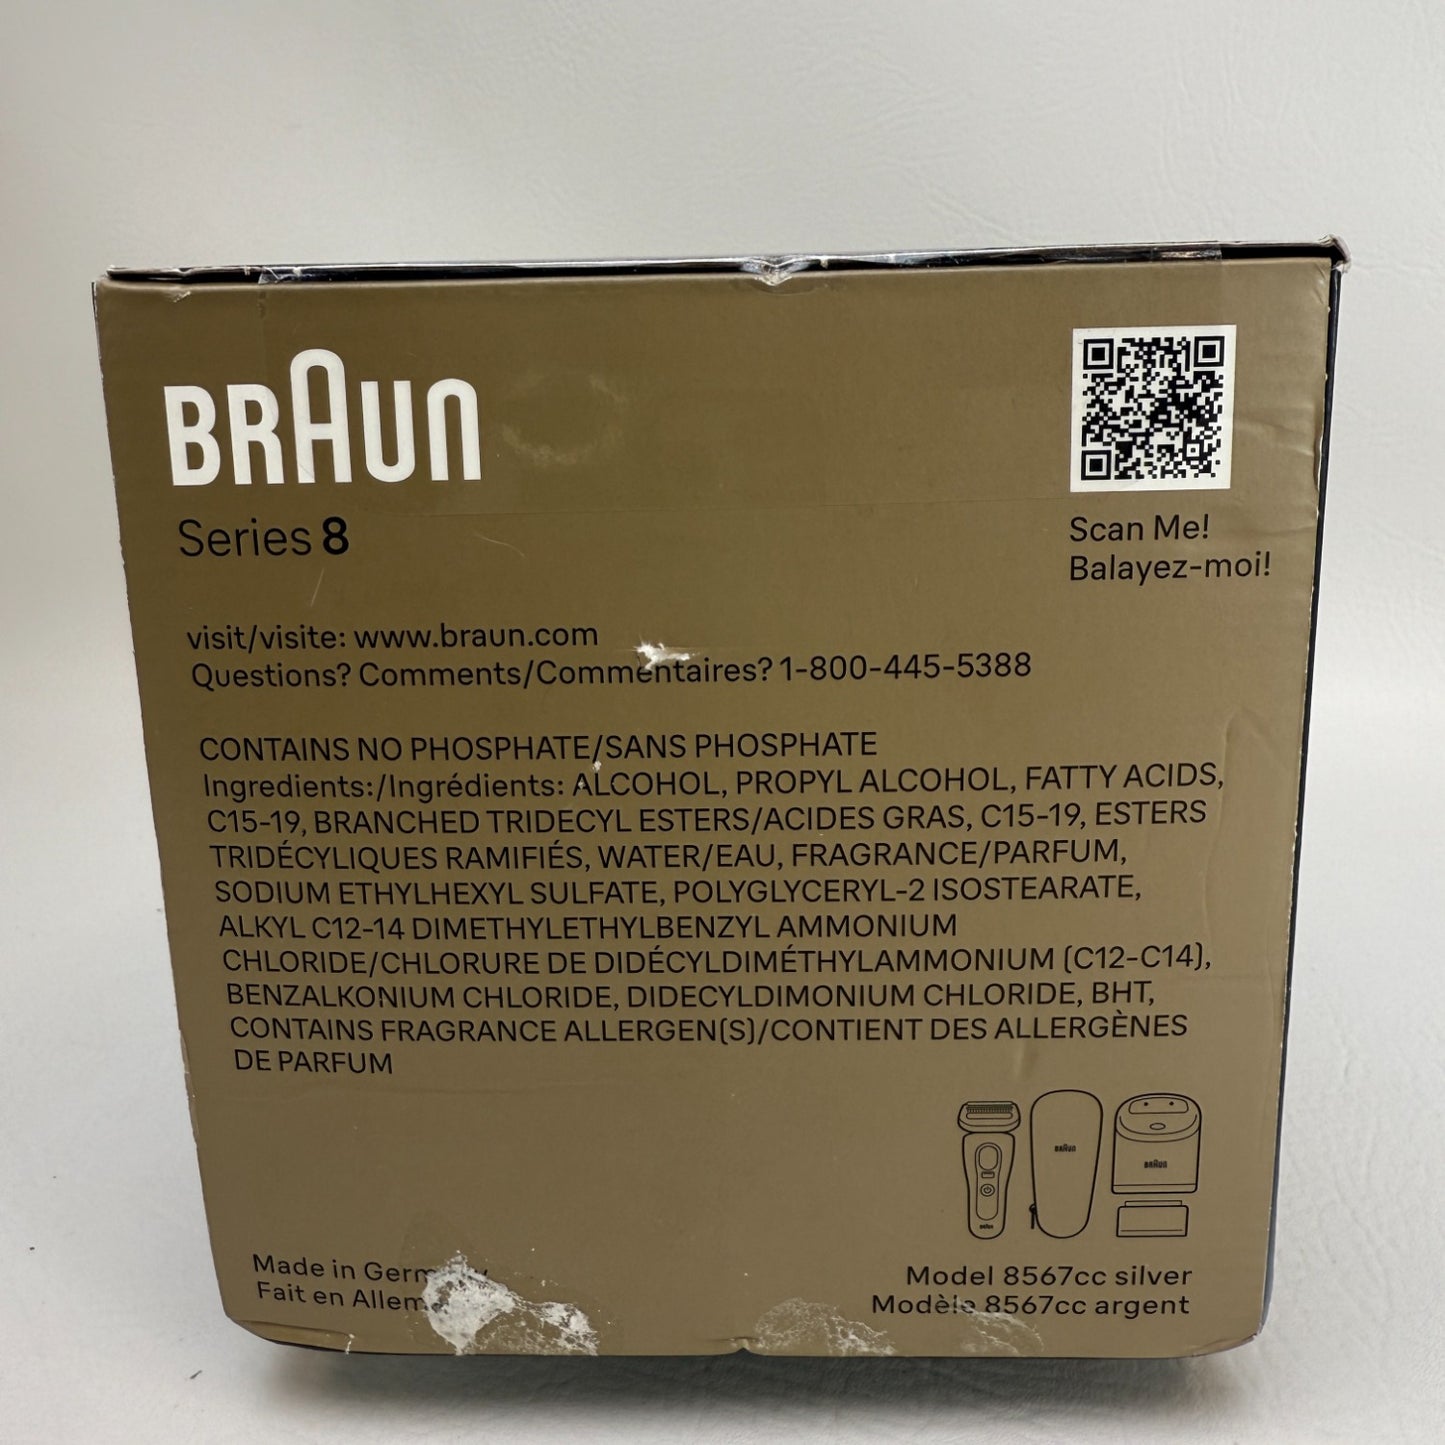 BRAUN
Series 8
Scan Me!
Balayez-moi!
visit/visite: www.braun.com
Questions? Comments/Commentaires? 1-800-445-5388
CONTAINS NO PHOSPHATE/SANS PHOSPHATE
Ingredients:/Ingrédients: ALCOHOL, PROPYL ALCOHOL, FATTY ACIDS,
C15-19, BRANCHED TRIDECYL ESTERS/ACIDES GRAS, C15-19, ESTERS
TRIDÉCYLIQUES RAMIFIÉS, WATER/EAU, FRAGRANCE/PARFUM,
SODIUM ETHYLHEXYL SULFATE, POLYGLYCERYL-2 ISOSTEARATE,
ALKYL C12-14 DIMETHYLETHYLBENZYL AMMONIUM
CHLORIDE/CHLORURE DE DIDÉCYLDIMÉTHYLAMMONIUM (C12-C14),
BENZALKONIUM CHLORIDE, DIDECYLDIMONIUM CHLORIDE, BHT,
CONTAINS FRAGRANCE ALLERGEN(S)/CONTIENT DES ALLERGÈNES
DE PARFUM
BRAUN
BRAUN
BRAUN
Made in
Fait en
Model 8567cc silver
Modèle 8567cc argent